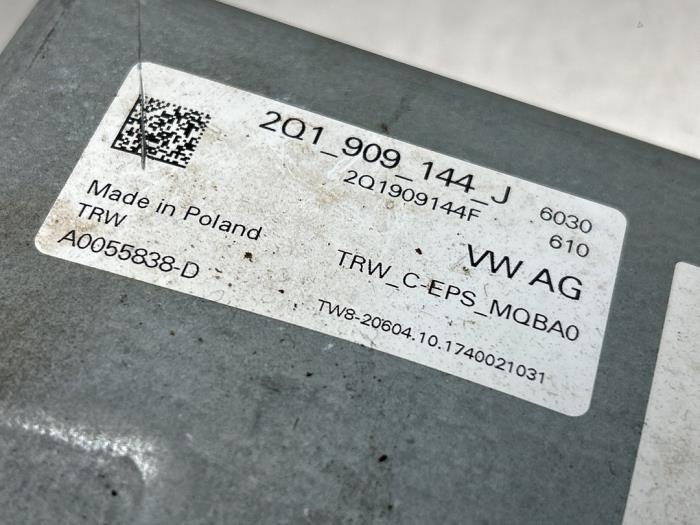 2Q1_909_144_J 6030
2Q1909144F 610
Made in Poland VW AG
TRW TRW_C-EPS_MQBA0
A0055838-D TW8-20604.10.1740021031